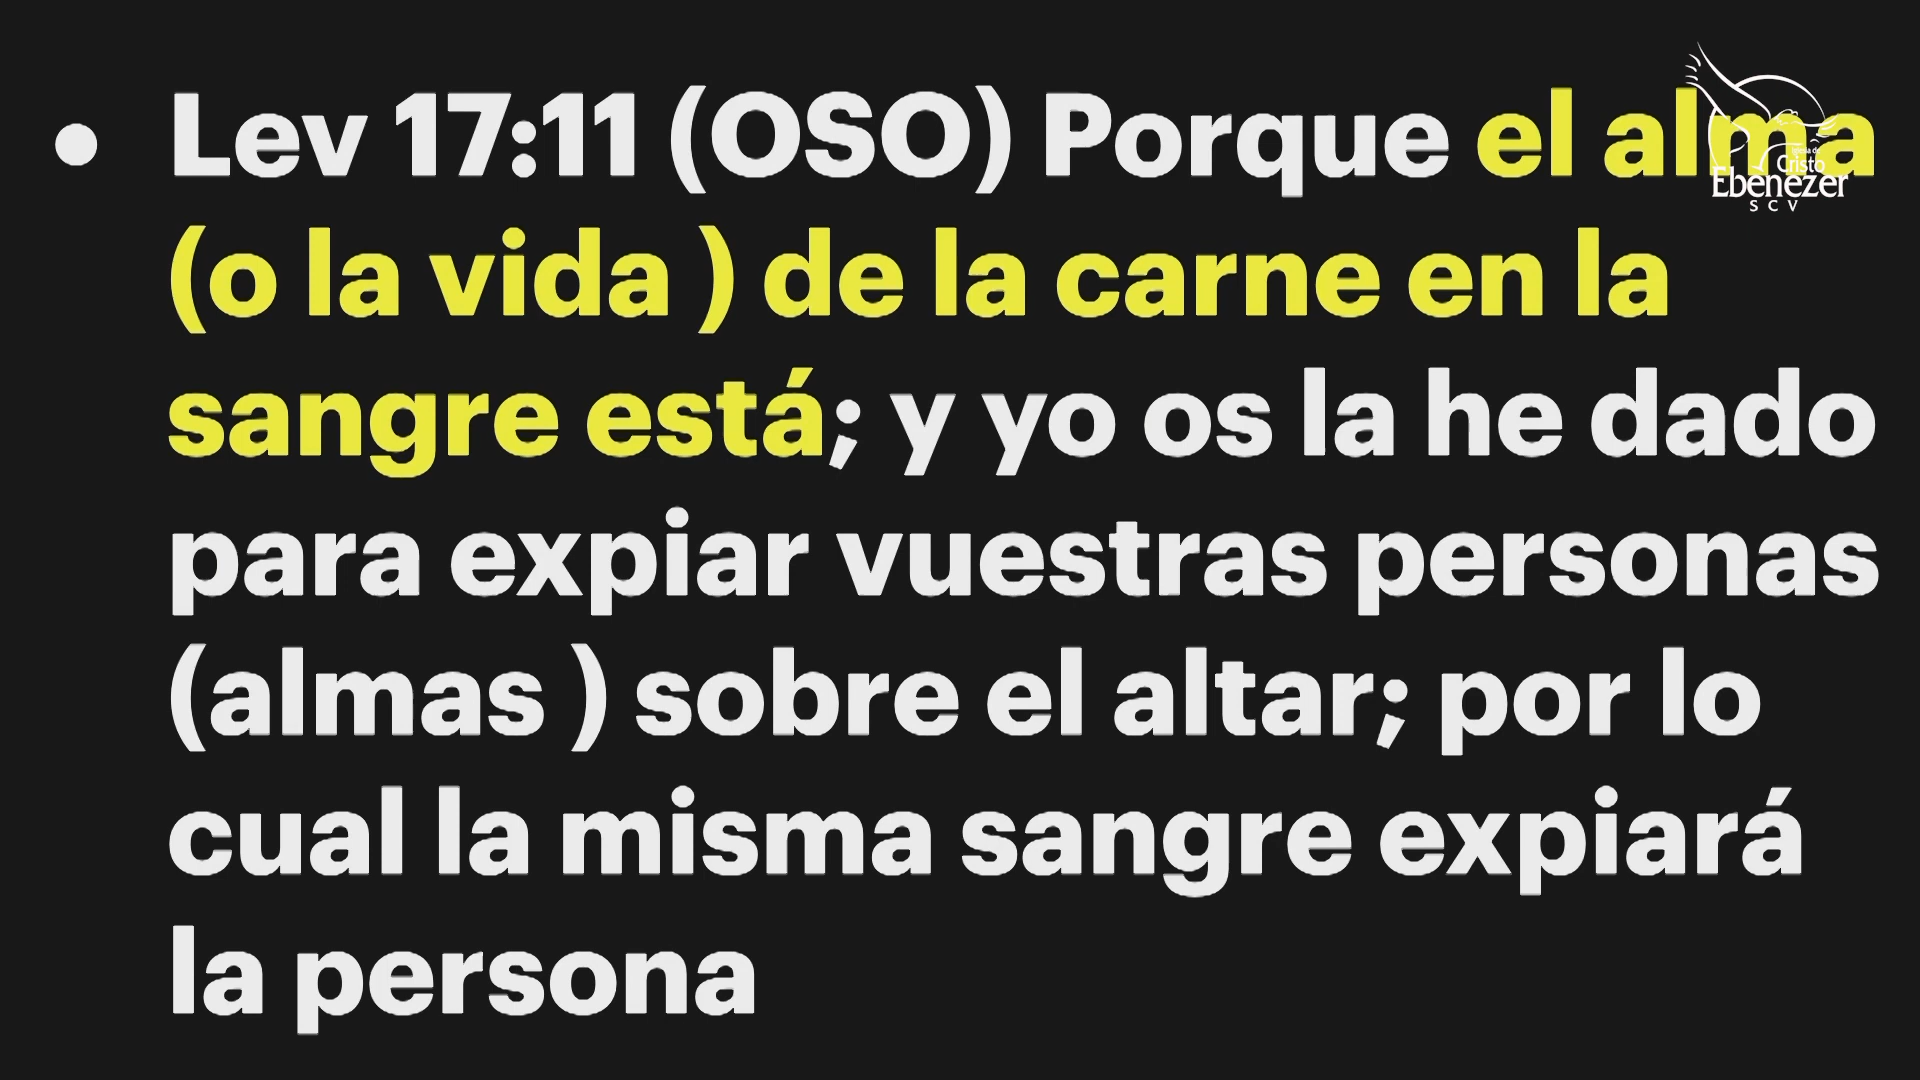 • Lev 17:11 (OSO) Porque el alma
(o la vida ) de la carne en la
sangre está; y yo os la he dado
para expiar vuestras personas
(almas ) sobre el altar; por lo
cual la misma sangre expiará
la persona
Iglesia de
Cristo
Ebenezer
SCV